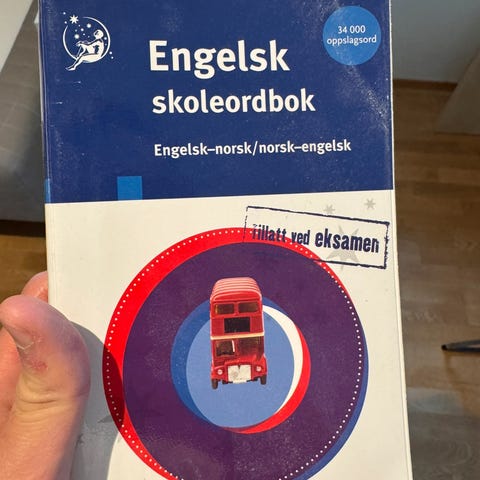 34 000
oppslagsord
Engelsk
skoleordbok
Engelsk–norsk/norsk–engelsk
Tillatt ved eksamen